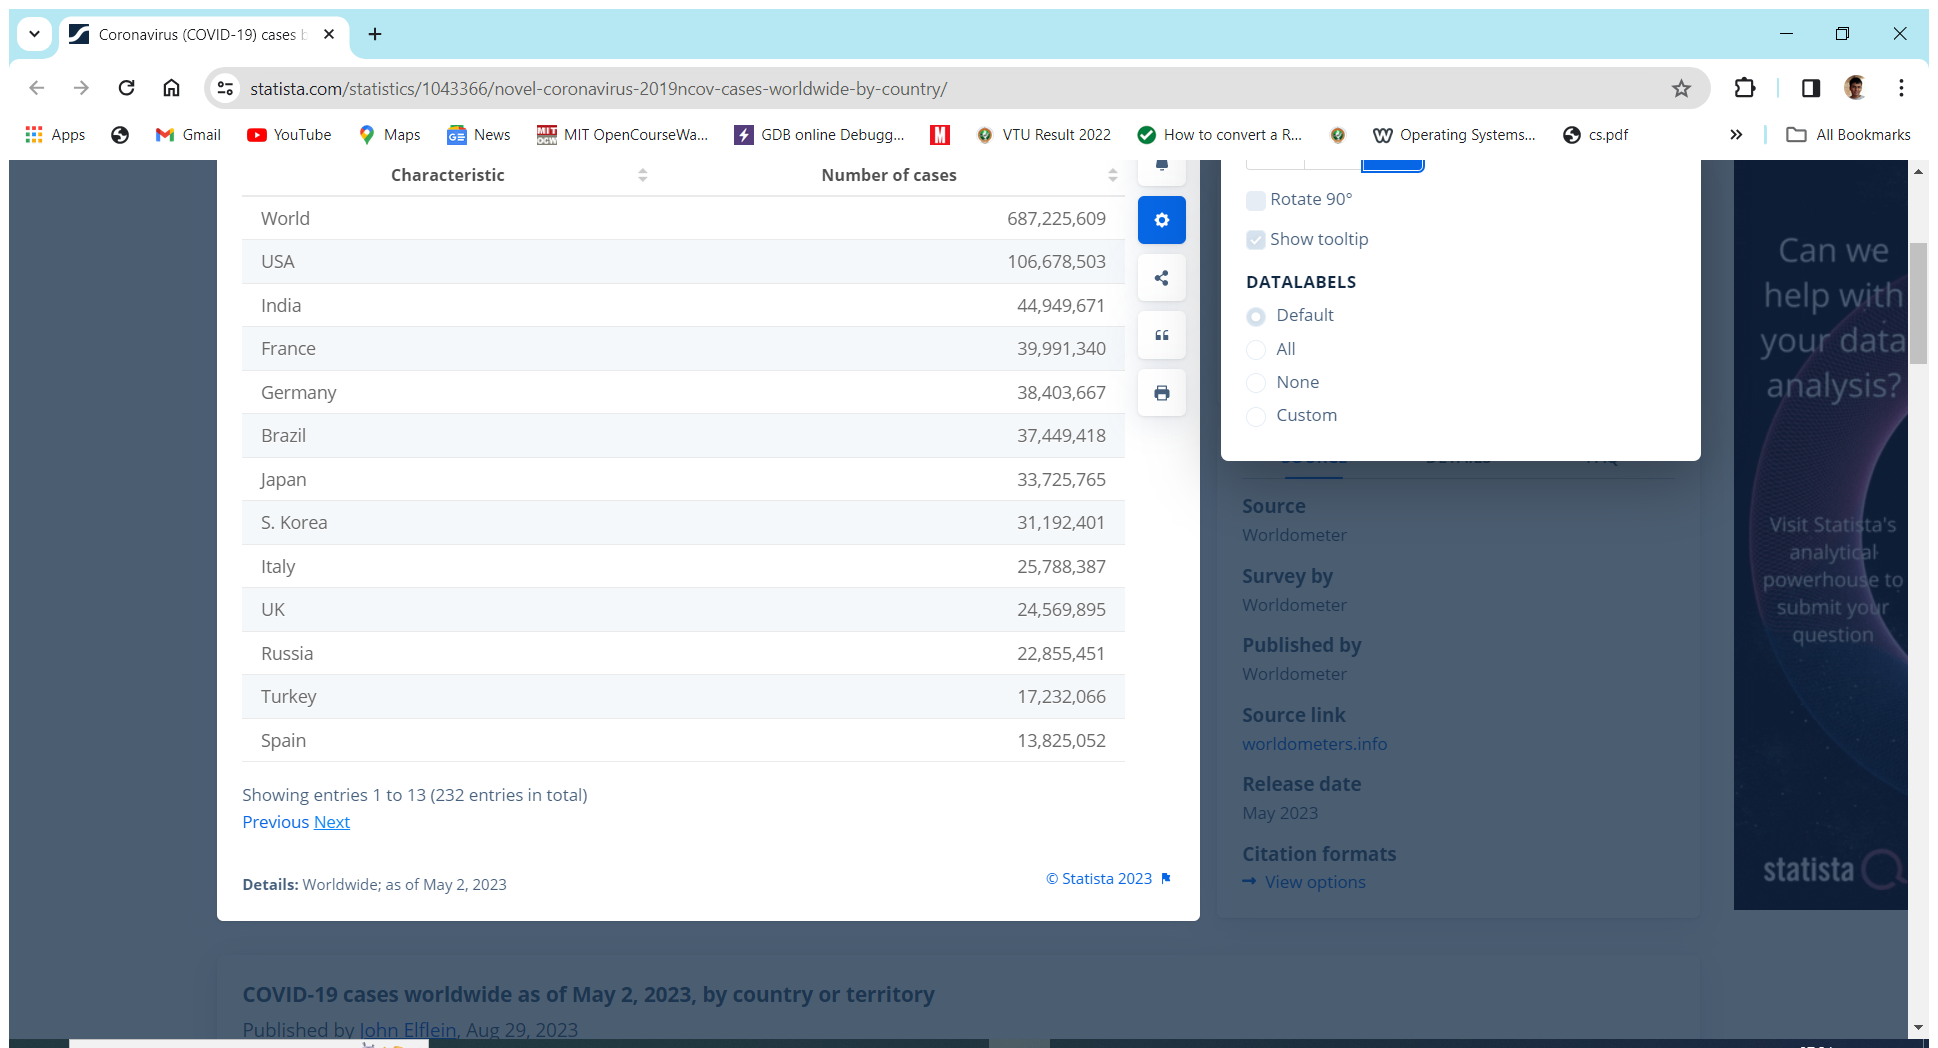 Coronavirus (COVID-19) cases b
statista.com/statistics/1043366/novel-coronavirus-2019ncov-cases-worldwide-by-country/
Apps Gmail YouTube Maps News MIT OpenCourseWa... GDB online Debugg... VTU Result 2022 How to convert a R... Operating Systems... cs.pdf » All Bookmarks
Characteristic Number of cases
World 687,225,609
USA 106,678,503
India 44,949,671
France 39,991,340
Germany 38,403,667
Brazil 37,449,418
Japan 33,725,765
S. Korea 31,192,401
Italy 25,788,387
UK 24,569,895
Russia 22,855,451
Turkey 17,232,066
Spain 13,825,052
Showing entries 1 to 13 (232 entries in total)
Previous Next
Details: Worldwide; as of May 2, 2023
© Statista 2023
Rotate 90°
Show tooltip
DATALABELS
Default
All
None
Custom
Source
Worldometer
Survey by
Worldometer
Published by
Worldometer
Source link
worldometers.info
Release date
May 2023
Citation formats
View options
Can we
help with
your data
analysis?
Visit Statista's
analytical
powerhouse to
submit your
question
statista
COVID-19 cases worldwide as of May 2, 2023, by country or territory
Published by John Elflein, Aug 29, 2023